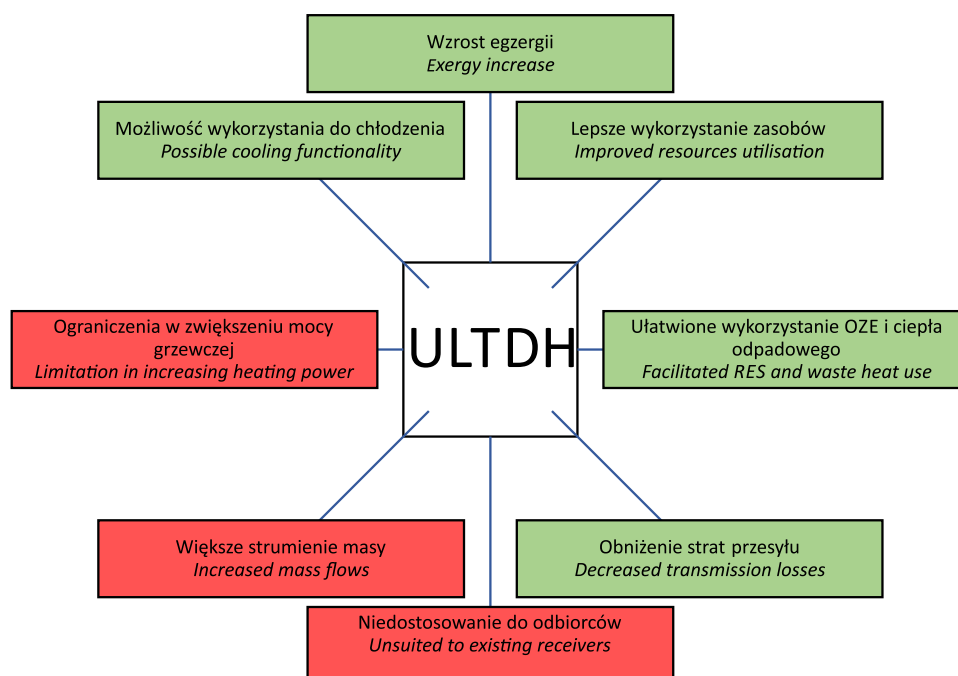 Wzrost egzergii
Exergy increase
Możliwość wykorzystania do chłodzenia
Possible cooling functionality
Lepsze wykorzystanie zasobów
Improved resources utilisation
Ograniczenia w zwiększeniu mocy
grzewczej
Limitation in increasing heating power
ULTDH
Ułatwione wykorzystanie OZE i ciepła
odpadowego
Facilitated RES and waste heat use
Większe strumienie masy
Increased mass flows
Obniżenie strat przesyłu
Decreased transmission losses
Niedostosowanie do odbiorców
Unsuited to existing receivers